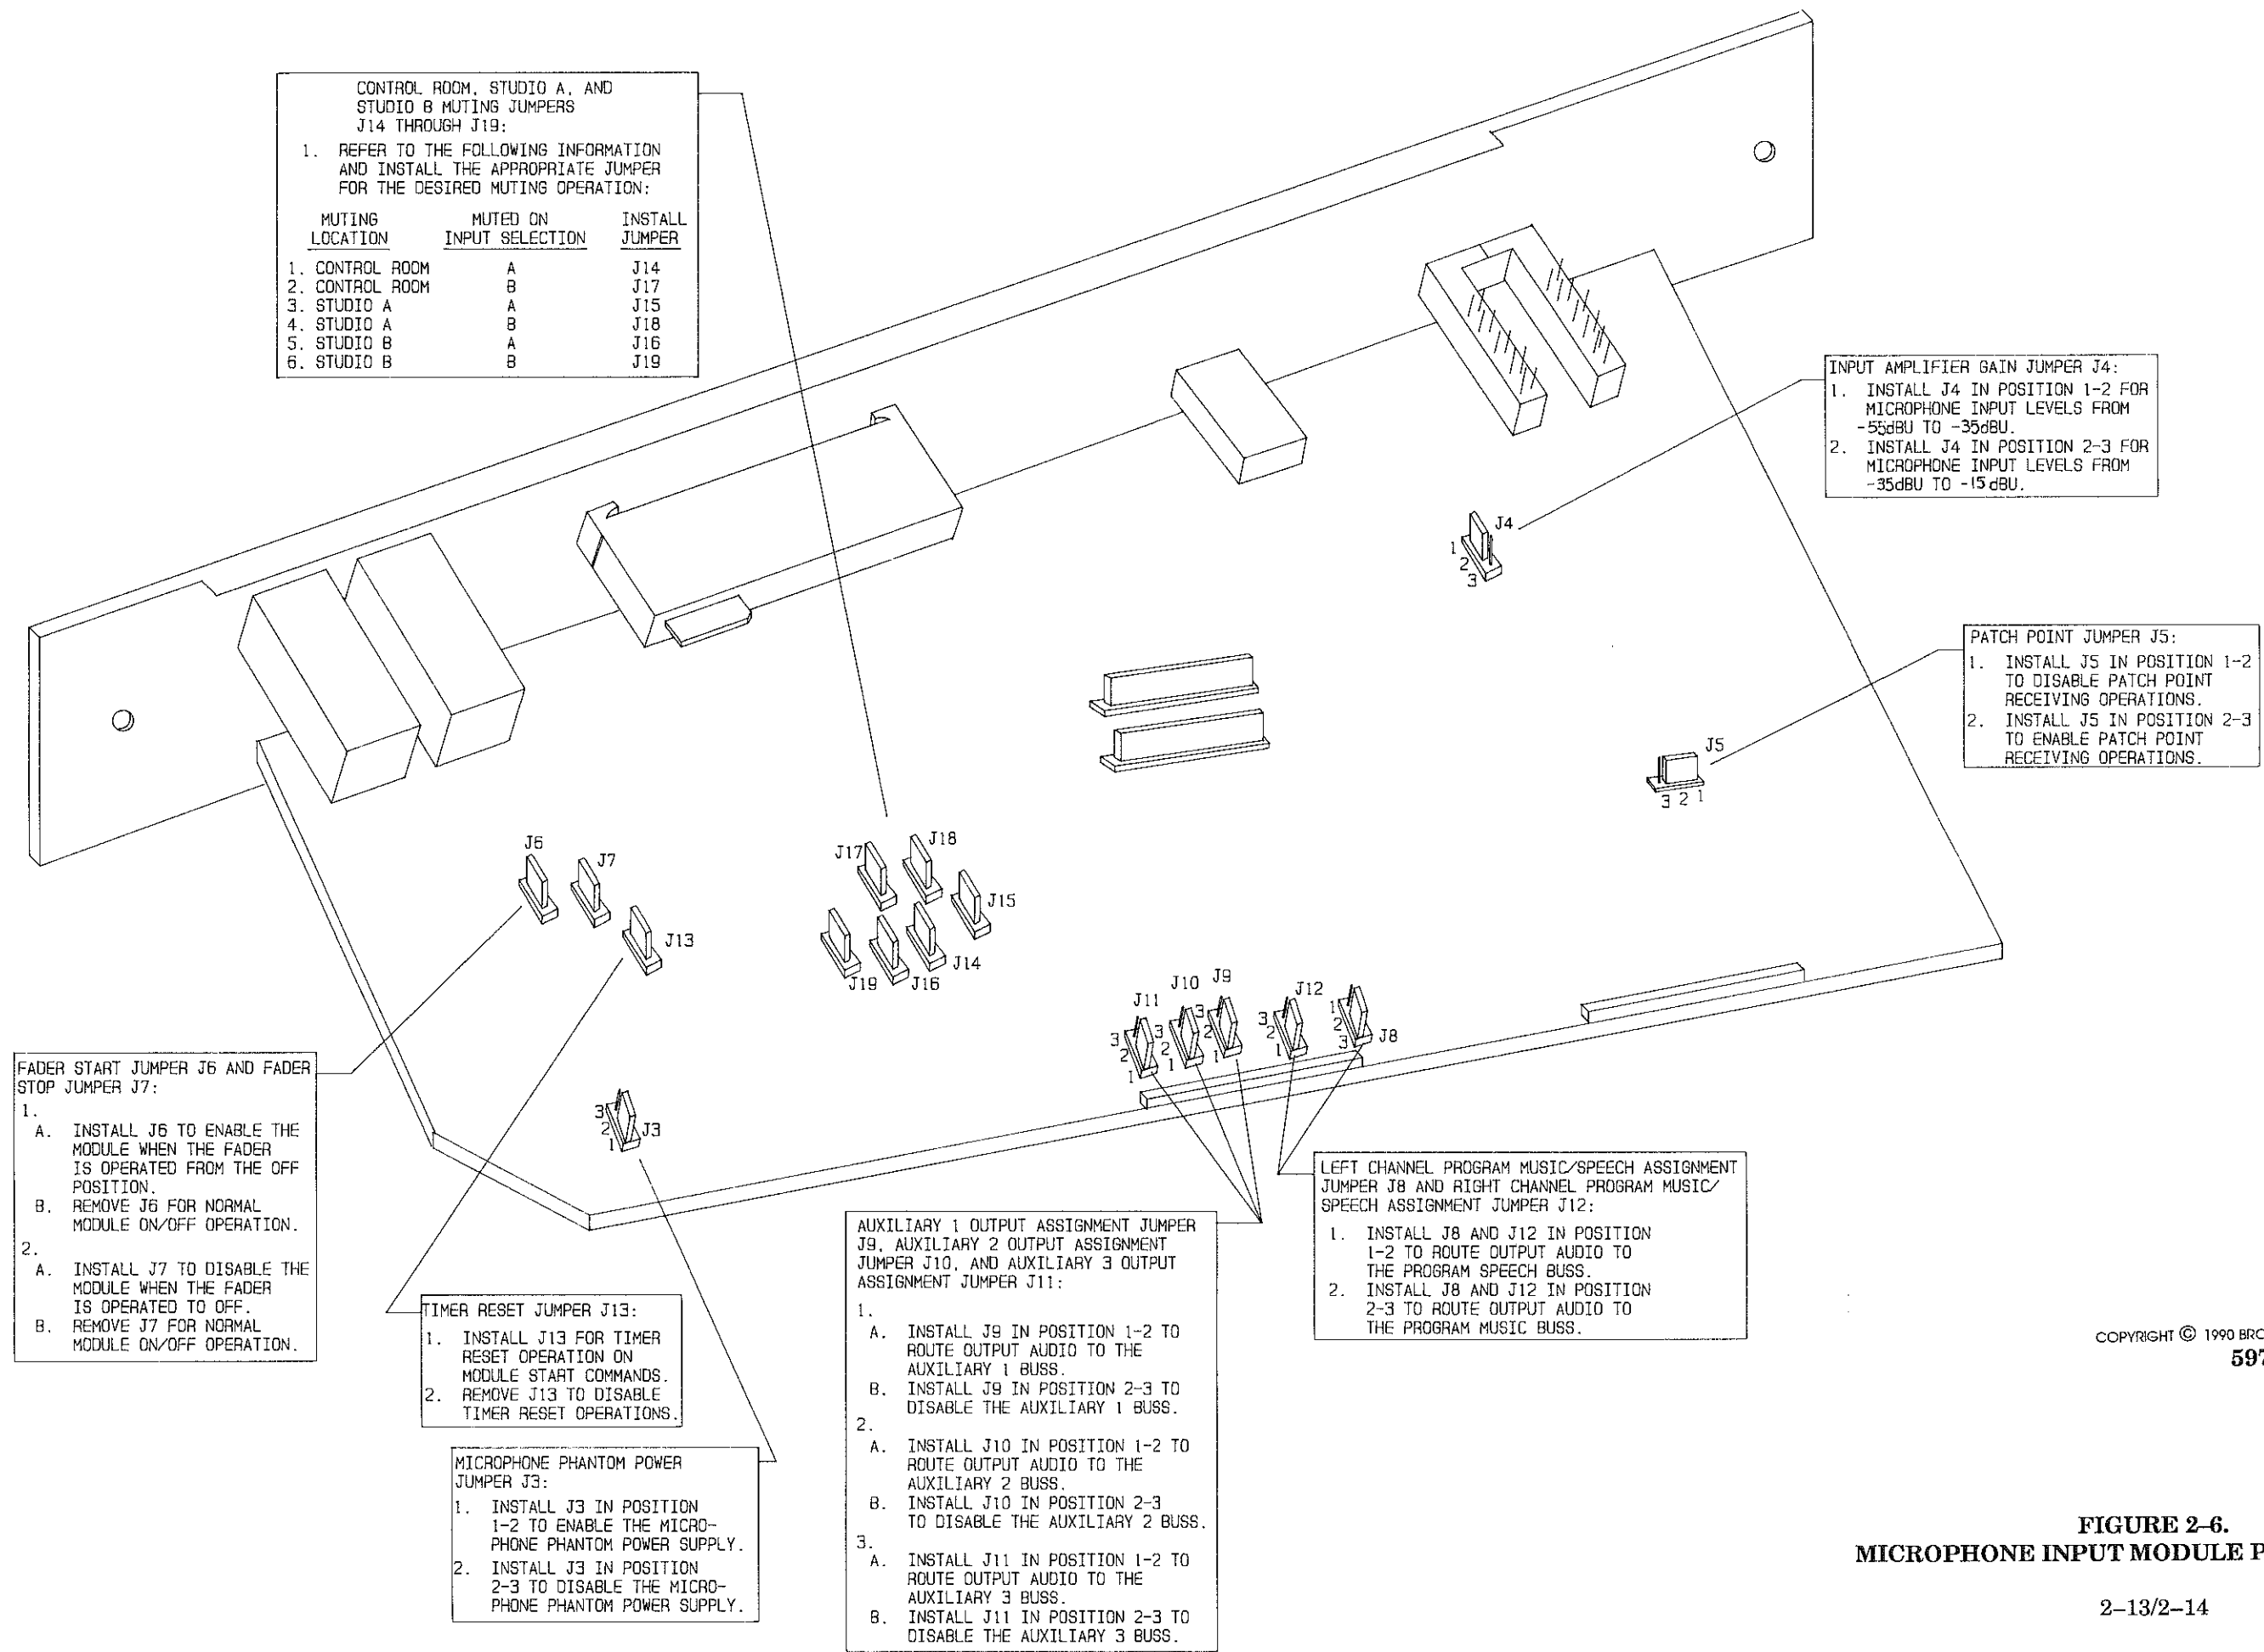 CONTROL ROOM, STUDIO A, AND
STUDIO B MUTING JUMPERS
J14 THROUGH J19:
1. REFER TO THE FOLLOWING INFORMATION
AND INSTALL THE APPROPRIATE JUMPER
FOR THE DESIRED MUTING OPERATION:
MUTING MUTED ON INSTALL
LOCATION INPUT SELECTION JUMPER
1. CONTROL ROOM A J14
2. CONTROL ROOM B J17
3. STUDIO A A J15
4. STUDIO A B J18
5. STUDIO B A J16
6. STUDIO B B J19
INPUT AMPLIFIER GAIN JUMPER J4:
1. INSTALL J4 IN POSITION 1-2 FOR
MICROPHONE INPUT LEVELS FROM
-55dBU TO -35dBU.
2. INSTALL J4 IN POSITION 2-3 FOR
MICROPHONE INPUT LEVELS FROM
-35dBU TO -15dBU.
J4
1
2
3
PATCH POINT JUMPER J5:
1. INSTALL J5 IN POSITION 1-2
TO DISABLE PATCH POINT
RECEIVING OPERATIONS.
2. INSTALL J5 IN POSITION 2-3
TO ENABLE PATCH POINT
RECEIVING OPERATIONS.
J5
3 2 1
J6
J7
J13
J17
J18
J15
J19
J16
J14
J11
3
2
1
J10
3
2
1
J9
3
2
1
J12
3
2
1
1
2
3
J8
3
2
1
J3
FADER START JUMPER J6 AND FADER
STOP JUMPER J7:
1.
A. INSTALL J6 TO ENABLE THE
MODULE WHEN THE FADER
IS OPERATED FROM THE OFF
POSITION.
B. REMOVE J6 FOR NORMAL
MODULE ON/OFF OPERATION.
2.
A. INSTALL J7 TO DISABLE THE
MODULE WHEN THE FADER
IS OPERATED TO OFF.
B. REMOVE J7 FOR NORMAL
MODULE ON/OFF OPERATION.
TIMER RESET JUMPER J13:
1. INSTALL J13 FOR TIMER
RESET OPERATION ON
MODULE START COMMANDS.
2. REMOVE J13 TO DISABLE
TIMER RESET OPERATIONS.
MICROPHONE PHANTOM POWER
JUMPER J3:
1. INSTALL J3 IN POSITION
1-2 TO ENABLE THE MICRO-
PHONE PHANTOM POWER SUPPLY.
2. INSTALL J3 IN POSITION
2-3 TO DISABLE THE MICRO-
PHONE PHANTOM POWER SUPPLY.
AUXILIARY 1 OUTPUT ASSIGNMENT JUMPER
J9, AUXILIARY 2 OUTPUT ASSIGNMENT
JUMPER J10, AND AUXILIARY 3 OUTPUT
ASSIGNMENT JUMPER J11:
1.
A. INSTALL J9 IN POSITION 1-2 TO
ROUTE OUTPUT AUDIO TO THE
AUXILIARY 1 BUSS.
B. INSTALL J9 IN POSITION 2-3 TO
DISABLE THE AUXILIARY 1 BUSS.
2.
A. INSTALL J10 IN POSITION 1-2 TO
ROUTE OUTPUT AUDIO TO THE
AUXILIARY 2 BUSS.
B. INSTALL J10 IN POSITION 2-3
TO DISABLE THE AUXILIARY 2 BUSS.
3.
A. INSTALL J11 IN POSITION 1-2 TO
ROUTE OUTPUT AUDIO TO THE
AUXILIARY 3 BUSS.
B. INSTALL J11 IN POSITION 2-3 TO
DISABLE THE AUXILIARY 3 BUSS.
LEFT CHANNEL PROGRAM MUSIC/SPEECH ASSIGNMENT
JUMPER J8 AND RIGHT CHANNEL PROGRAM MUSIC/
SPEECH ASSIGNMENT JUMPER J12:
1. INSTALL J8 AND J12 IN POSITION
1-2 TO ROUTE OUTPUT AUDIO TO
THE PROGRAM SPEECH BUSS.
2. INSTALL J8 AND J12 IN POSITION
2-3 TO ROUTE OUTPUT AUDIO TO
THE PROGRAM MUSIC BUSS.
COPYRIGHT © 1990 BRO
597
FIGURE 2-6.
MICROPHONE INPUT MODULE P
2-13/2-14